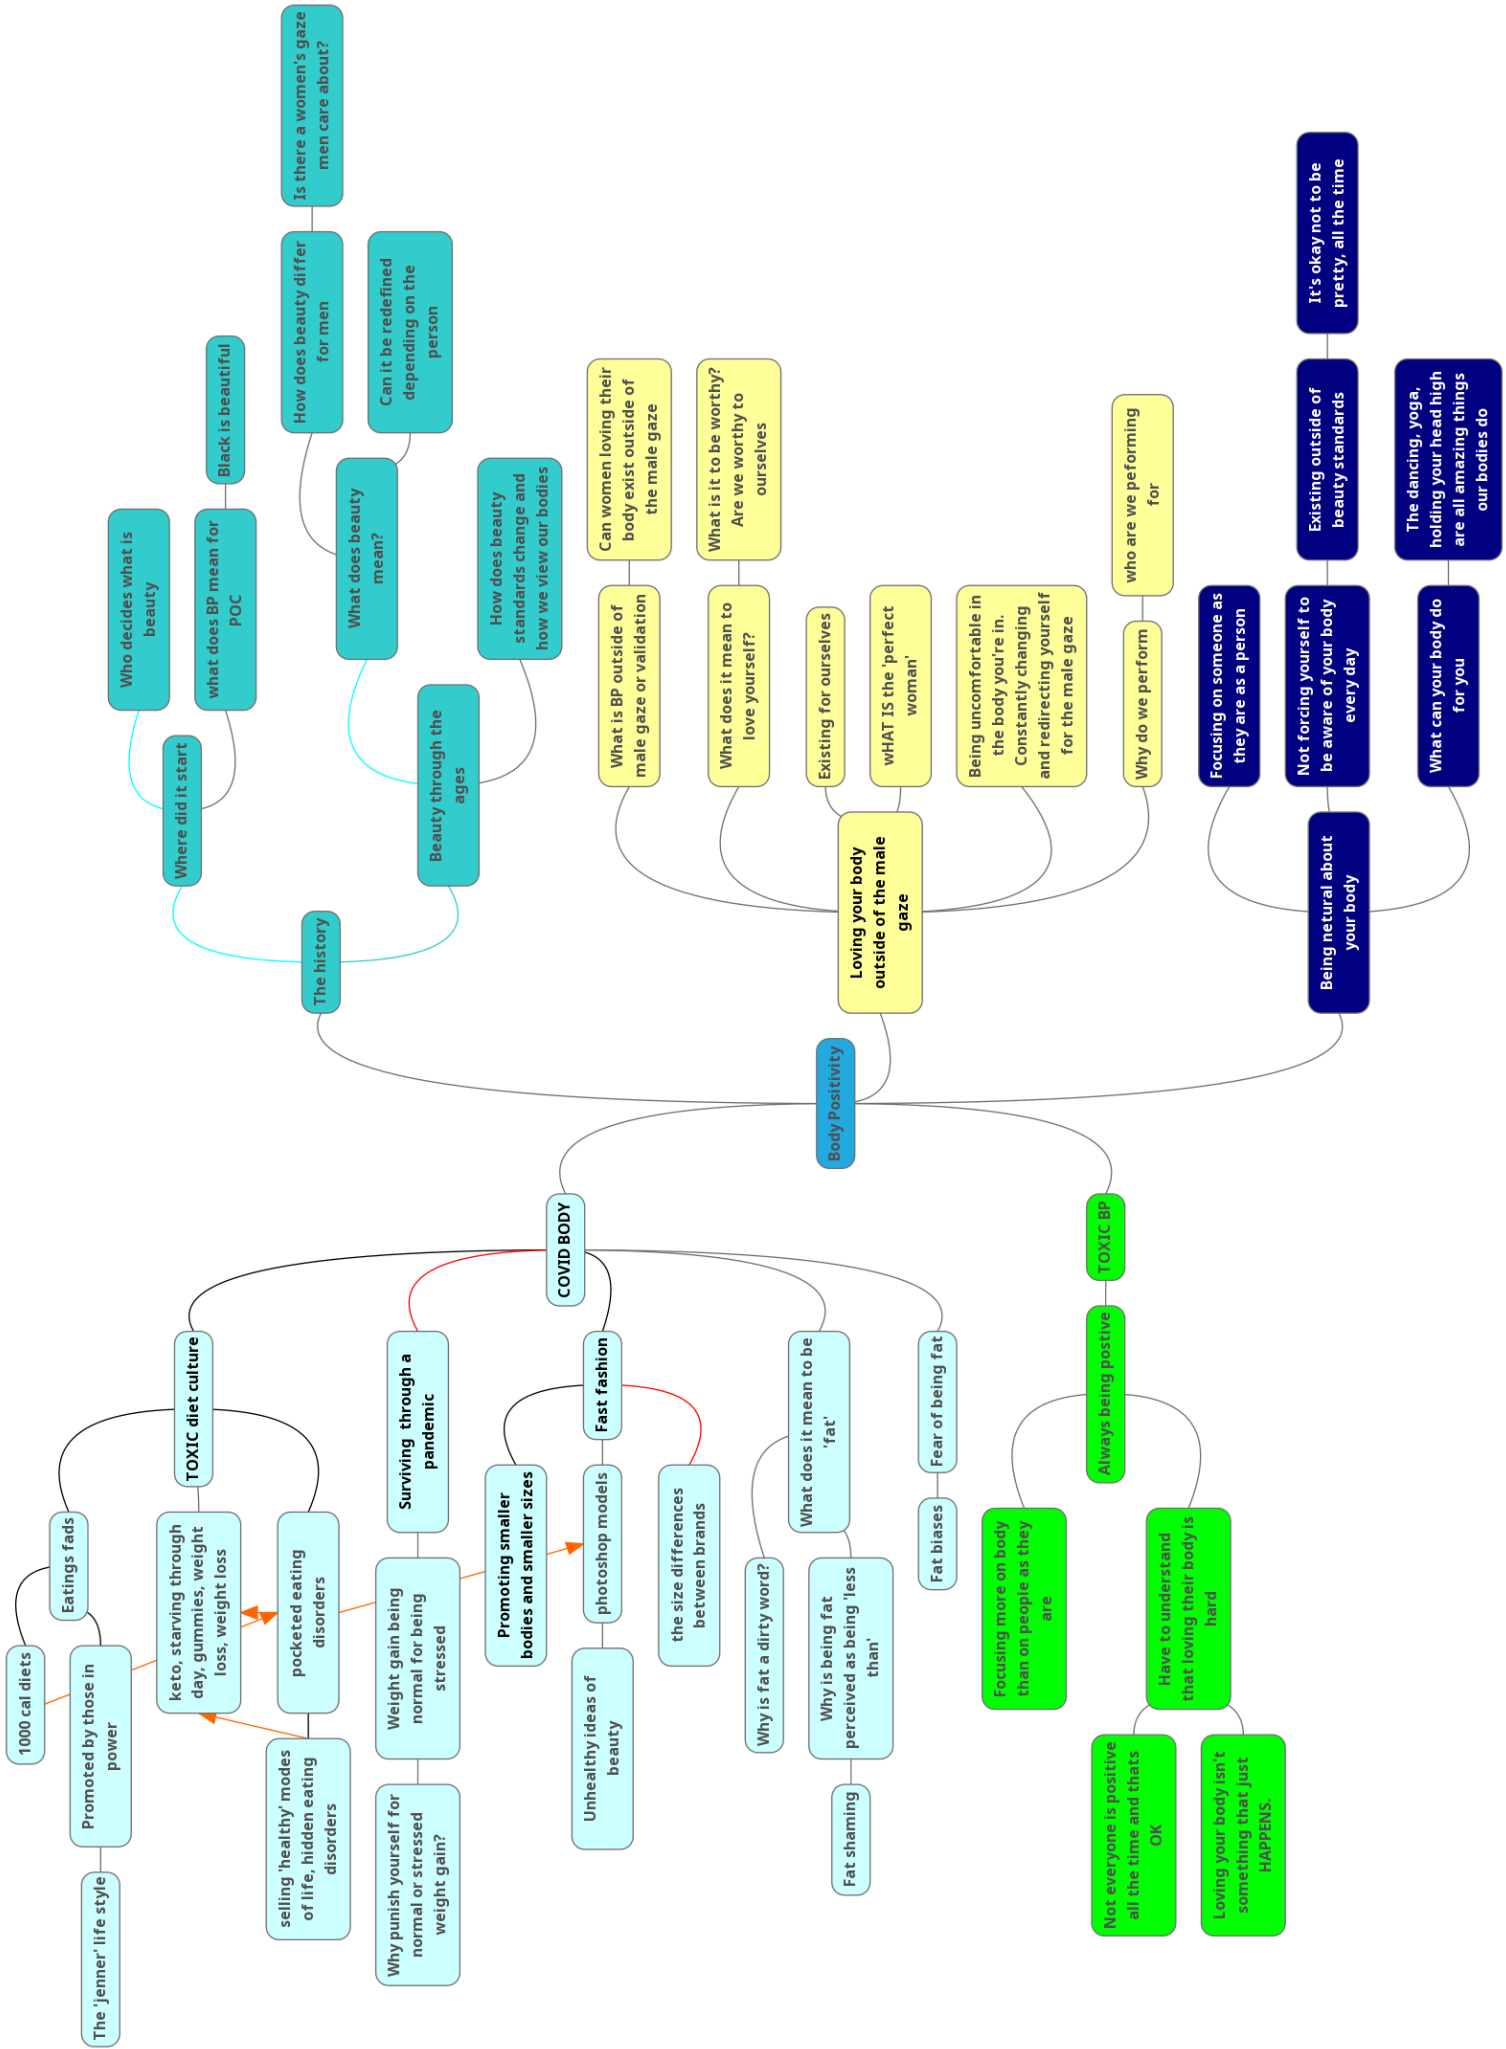 Body Positivity
The history
Where did it start
Who decides what is
beauty
what does BP mean for
POC
Black is beautiful
Beauty through the
ages
What does beauty
mean?
How does beauty differ
for men
Is there a women's gaze
men care about?
Can it be redefined
depending on the
person
How does beauty
standards change and
how we view our bodies
Loving your body
outside of the male
gaze
What is BP outside of
male gaze or validation
Can women loving their
body exist outside of
the male gaze
What does it mean to
love yourself?
What is it to be worthy?
Are we worthy to
ourselves
Existing for ourselves
wHAT IS the 'perfect
woman'
Being uncomfortable in
the body you're in.
Constantly changing
and redirecting yourself
for the male gaze
Why do we perform
who are we peforming
for
Being netural about
your body
Focusing on someone as
they are as a person
Not forcing yourself to
be aware of your body
every day
Existing outside of
beauty standards
It's okay not to be
pretty, all the time
What can your body do
for you
The dancing, yoga,
holding your head high
are all amazing things
our bodies do
COVID BODY
TOXIC diet culture
Eatings fads
1000 cal diets
Promoted by those in
power
The 'jenner' life style
keto, starving through
day, gummies, weight
loss, weight loss
pocketed eating
disorders
selling 'healthy' modes
of life, hidden eating
disorders
Surviving through a
pandemic
Weight gain being
normal for being
stressed
Why punish yourself for
normal or stressed
weight gain?
Fast fashion
Promoting smaller
bodies and smaller sizes
photoshop models
Unhealthy ideas of
beauty
the size differences
between brands
What does it mean to be
'fat'
Why is fat a dirty word?
Why is being fat
perceived as being 'less
than'
Fat shaming
Fear of being fat
Fat biases
TOXIC BP
Always being postive
Focusing more on body
than on people as they
are
Have to understand
that loving their body is
hard
Not everyone is positive
all the time and thats
OK
Loving your body isn't
something that just
HAPPENS.